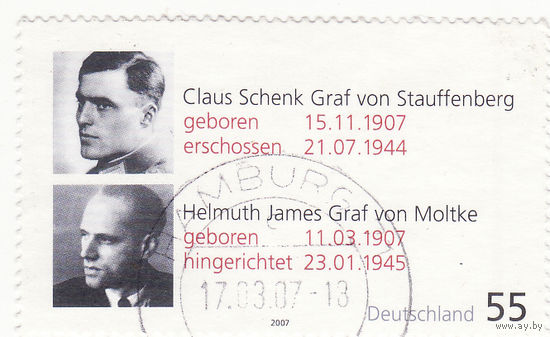 Claus Schenk Graf von Stauffenberg
geboren 15.11.1907
erschossen 21.07.1944
AMBURG
Helmuth James Graf von Moltke
geboren 11.03.1907
hingerichtet 23.01.1945
c
17.03.07-13
Deutschland 55
2007
www.ay.by